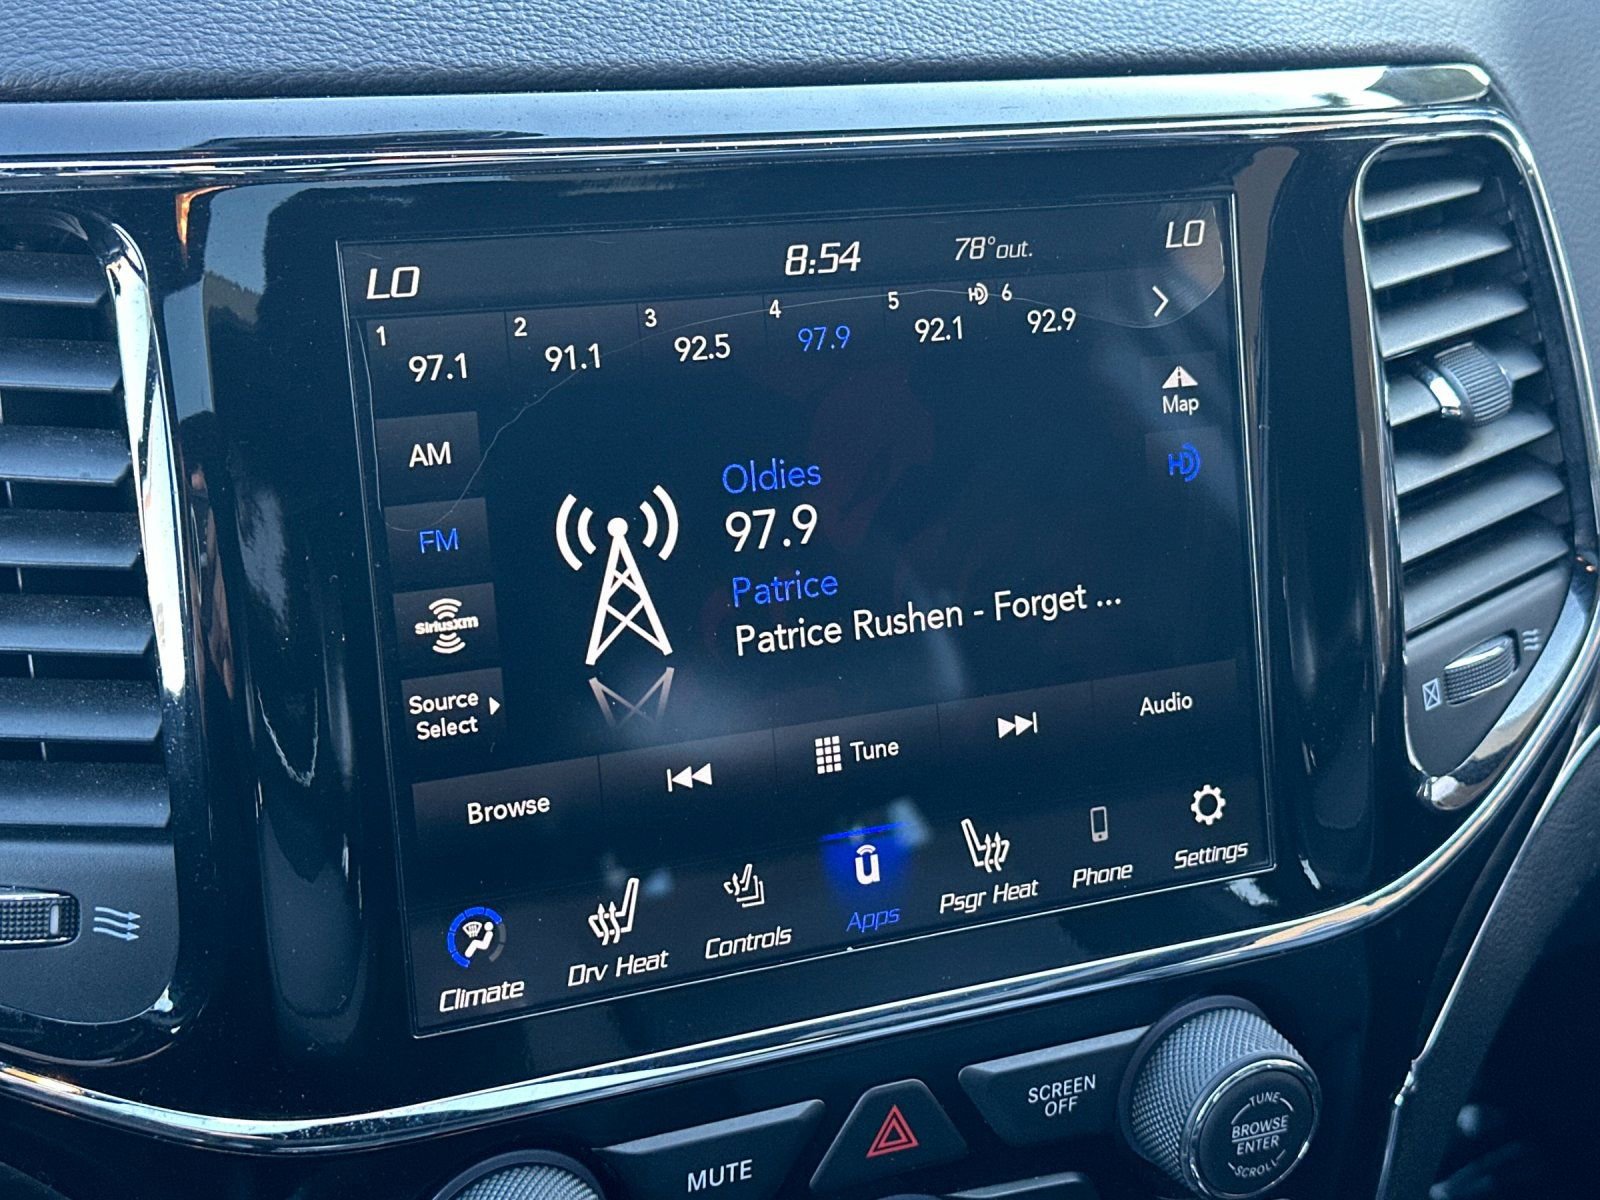 LO 8:54 78°out. LO
1 97.1 2 91.1 3 92.5 4 97.9 5 92.1 HD 6 92.9
Map
AM
HD
Oldies
FM
97.9
Patrice
SiriusXM
Patrice Rushen - Forget ...
Source
Select
Browse
Tune
Audio
Climate
Drv Heat
Controls
Apps
Psgr Heat
Phone
Settings
MUTE
SCREEN
OFF
TUNE
BROWSE
ENTER
SCROLL